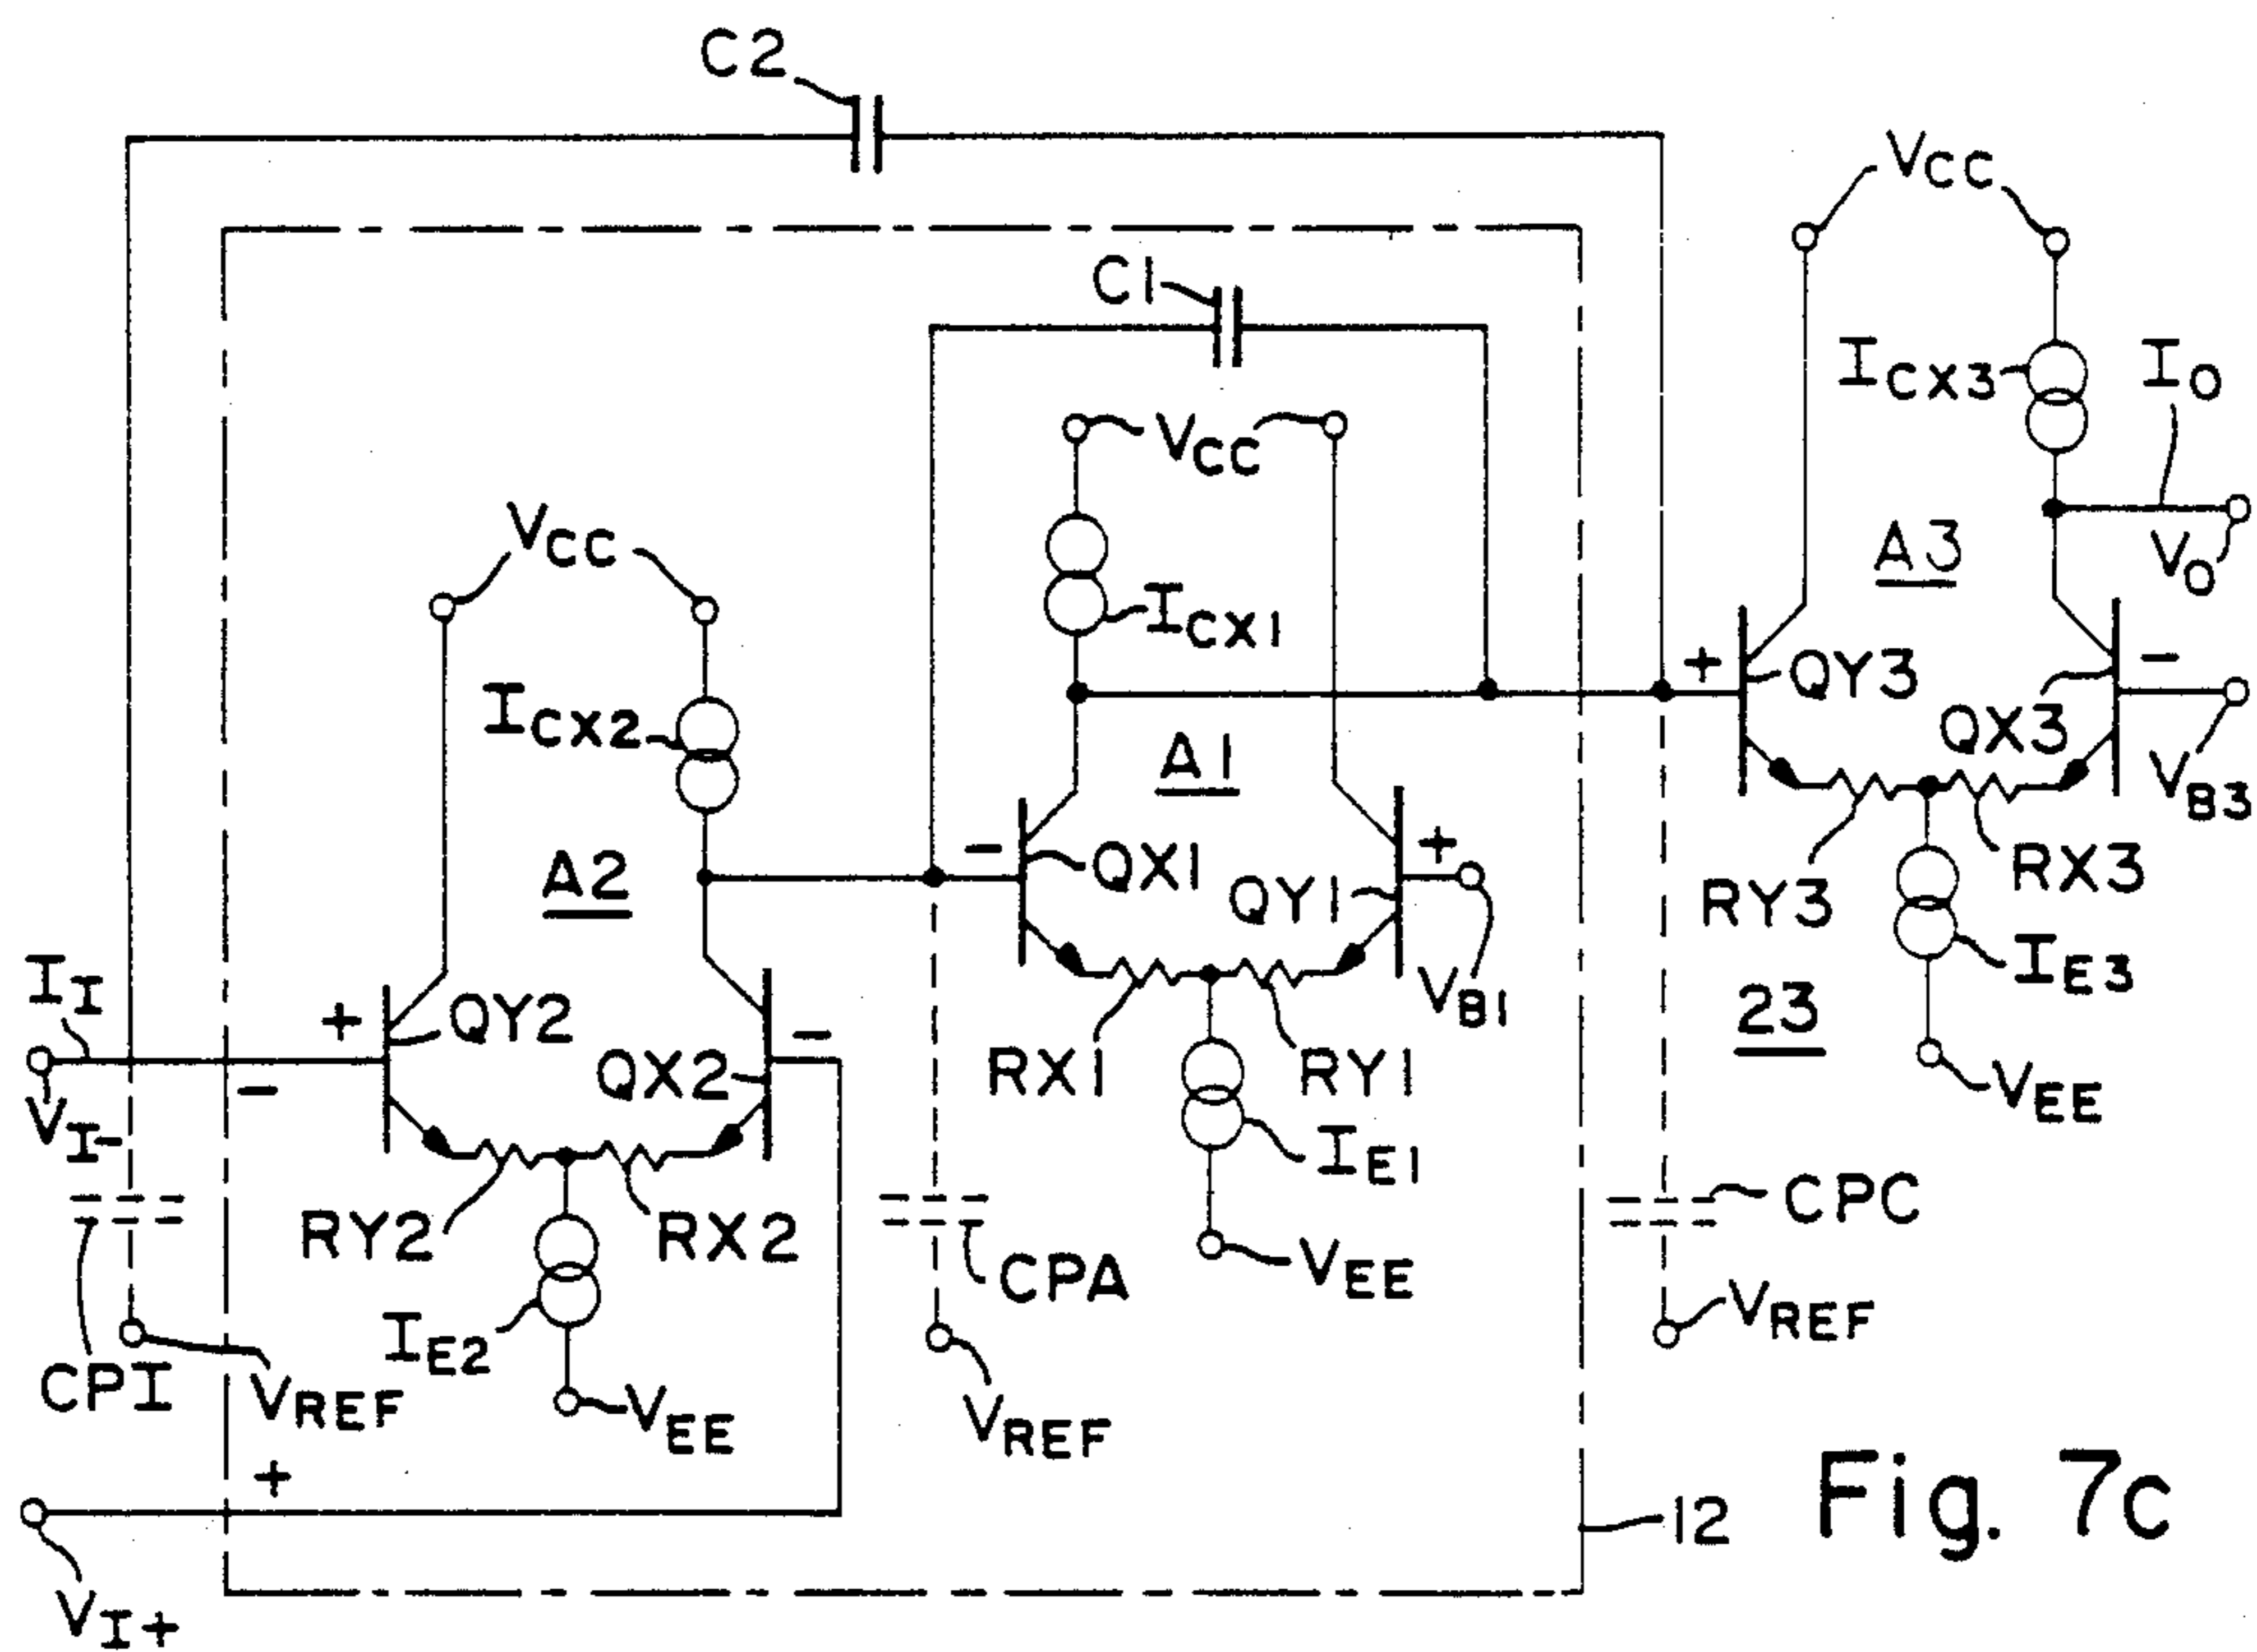 C2
VCC
C1
ICX3
IO
VCC
VCC
A3
VO
ICX1
+
QY3
-
ICX2
QX3
A1
VB3
A2
-
QX1
+
QY1
RY3
RX3
II
VB1
IE3
+
QY2
-
23
QX2
RX1
RY1
-
VI-
VEE
IE1
CPC
RY2
RX2
CPA
VEE
VREF
IE2
CPI
VREF
VEE
VREF
+
12
Fig. 7c
VI+